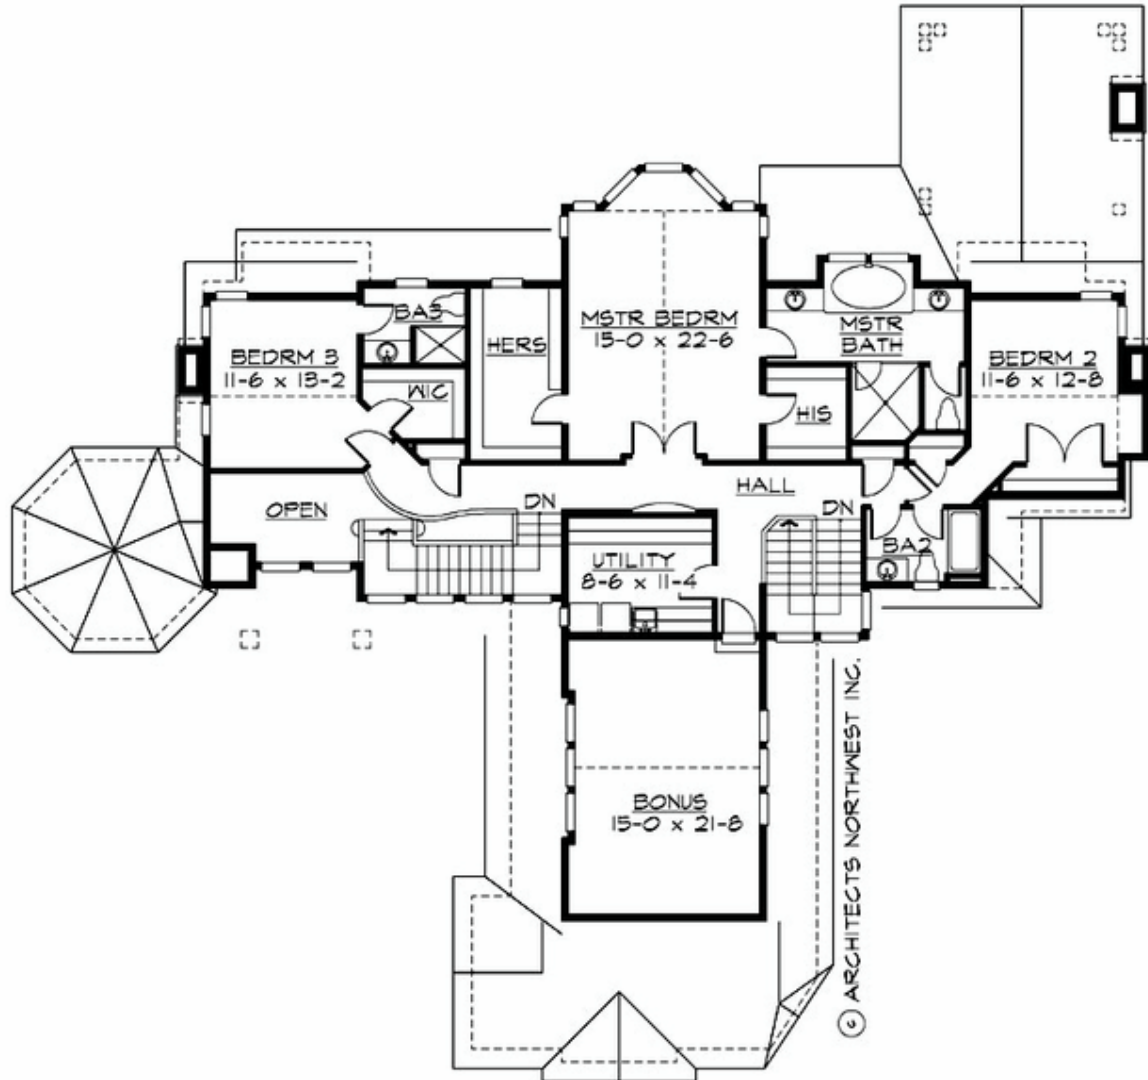 BA3
MSTR BEDRM
15-0 x 22-6
HERS
MSTR
BATH
BEDRM 3
11-6 x 13-2
BEDRM 2
11-6 x 12-8
WIC
HIS
HALL
OPEN
DN
DN
BA2
UTILITY
8-6 x 11-4
BONUS
15-0 x 21-8
© ARCHITECTS NORTHWEST INC.